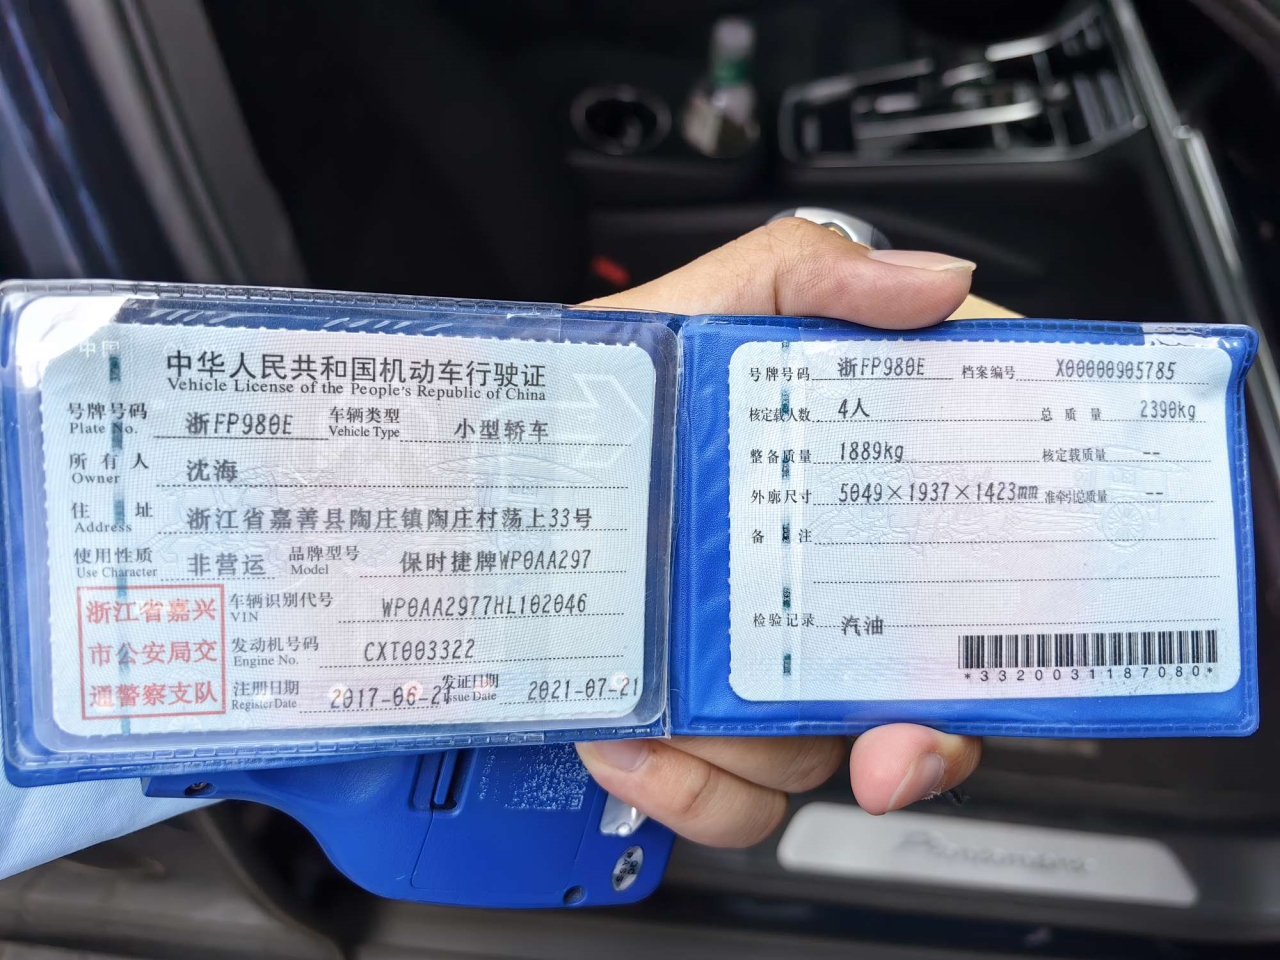 中国
中华人民共和国机动车行驶证
Vehicle License of the People's Republic of China
号牌号码 浙FP980E 车辆类型 小型轿车
Plate No. Vehicle Type
所有人 沈海
Owner
住址 浙江省嘉善县陶庄镇陶庄村荡上33号
Address
使用性质 非营运 品牌型号 保时捷牌WP0AA297
Use Character Model
浙江省嘉兴
市公安局交
通警察支队
车辆识别代号 WP0AA2977HL102046
VIN
发动机号码 CXT003322
Engine No.
注册日期 2017-06-2 发证日期 2021-07-21
Register Date Issue Date
号牌号码 浙FP980E 档案编号 X00000905785
核定载人数 4人 总质量 2390kg
整备质量 1889kg 核定载质量 --
外廓尺寸 5049×1937×1423mm 准牵引总质量 --
备注
检验记录 汽油
*3320031187080*
Panamera